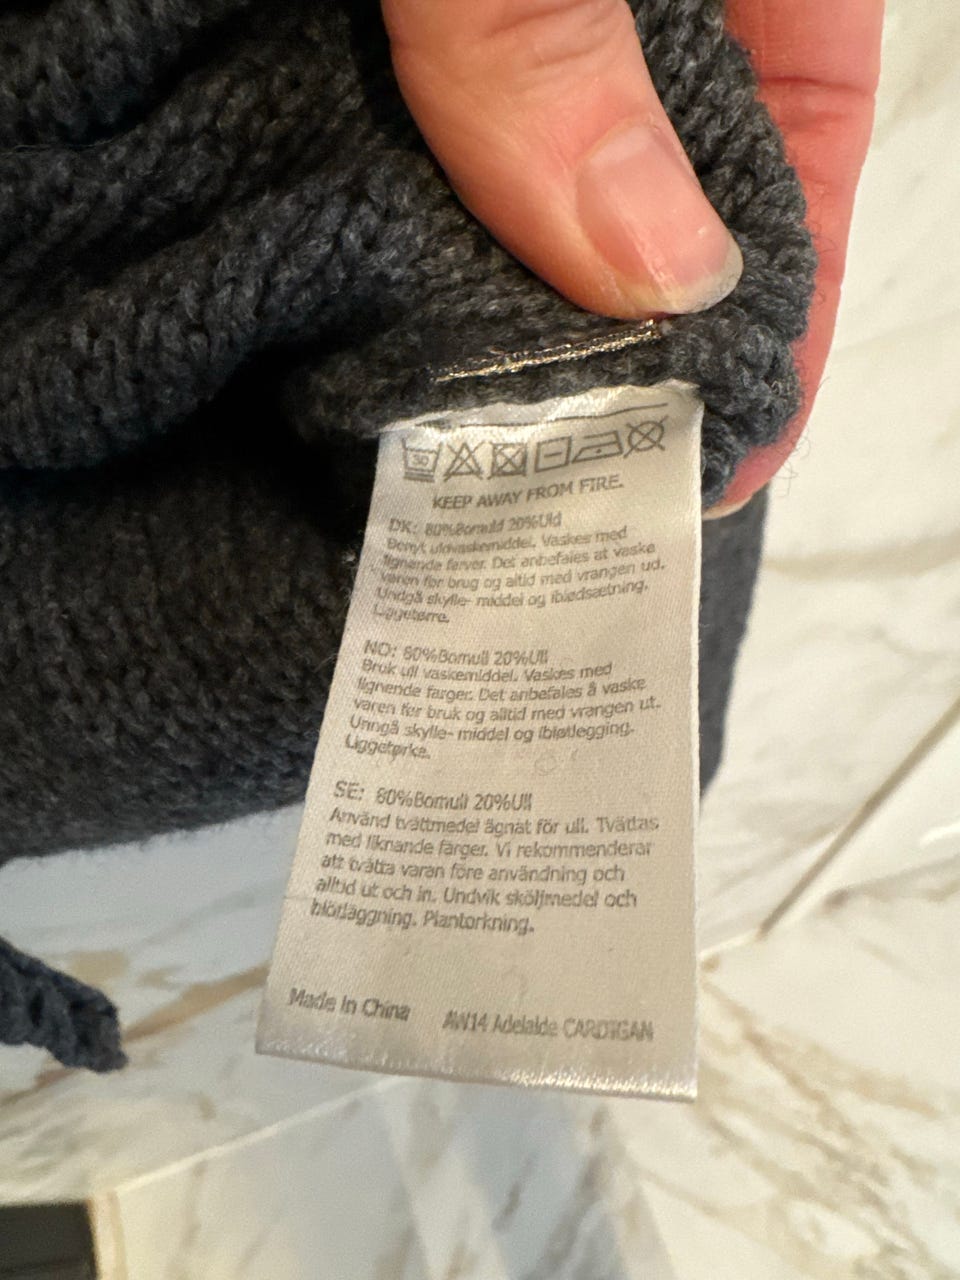 30
KEEP AWAY FROM FIRE.
DK: 80%Bomuld 20%Uld
Benyt uldvaskemiddel. Vaskes med
lignende farver. Det anbefales at vaske
varen før brug og altid med vrangen ud.
Undgå skylle- middel og iblødsætning.
Liggetørre.
NO: 80%Bomull 20%Ull
Bruk ull vaskemiddel. Vaskes med
lignende farger. Det anbefales å vaske
varen før bruk og alltid med vrangen ut.
Unngå skylle- middel og ibløtlegging.
Liggetørke.
SE: 80%Bomull 20%Ull
Använd tvättmedel ägnat för ull. Tvättas
med liknande färger. Vi rekommenderar
att tvätta varan före användning och
alltid ut och in. Undvik sköljmedel och
blötläggning. Plantorkning.
Made In China
AW14 Adelaide CARDIGAN